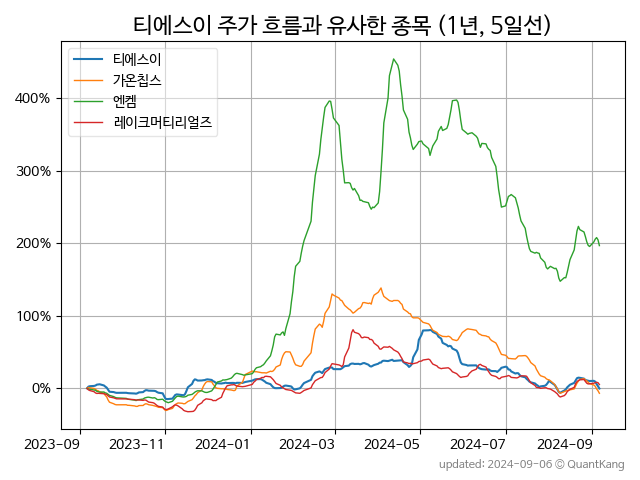 티에스이 주가 흐름과 유사한 종목 (1년, 5일선)
티에스이
가온칩스
엔켐
레이크머티리얼즈
400%
300%
200%
100%
0%
2023-09 2023-11 2024-01 2024-03 2024-05 2024-07 2024-09
updated: 2024-09-06 © QuantKang